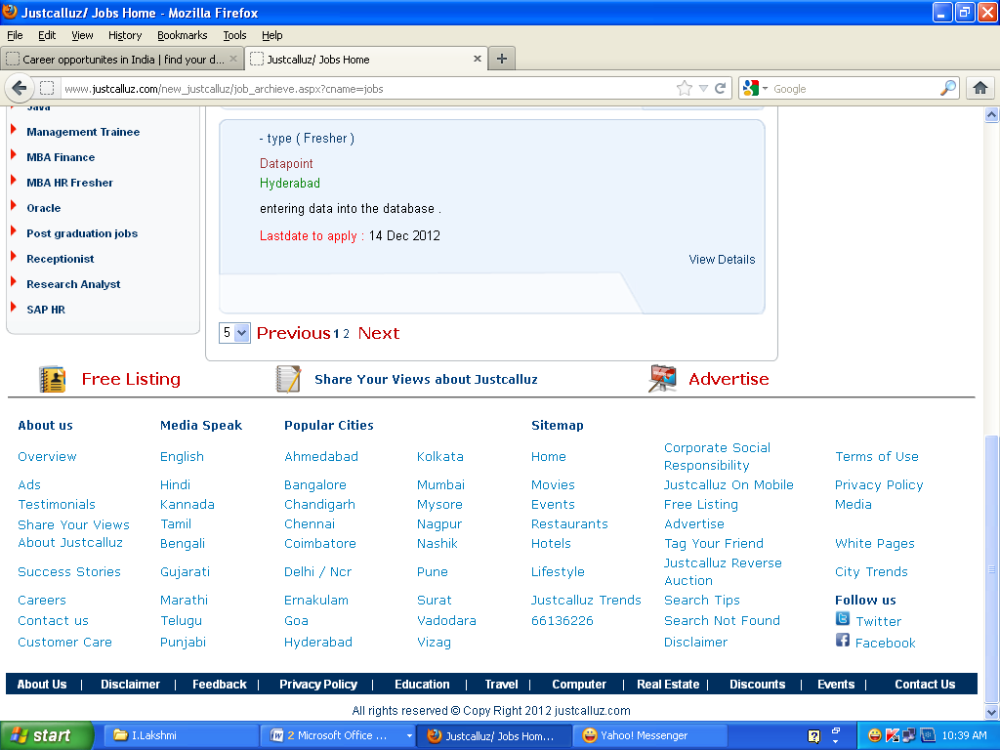 Justcalluz/ Jobs Home - Mozilla Firefox
File Edit View History Bookmarks Tools Help
Career opportunites in India | find your d...
Justcalluz/ Jobs Home
www.justcalluz.com/new_justcalluz/job_archieve.aspx?cname=jobs
Google
Java
Management Trainee
MBA Finance
MBA HR Fresher
Oracle
Post graduation jobs
Receptionist
Research Analyst
SAP HR
- type ( Fresher )
Datapoint
Hyderabad
entering data into the database .
Lastdate to apply : 14 Dec 2012
View Details
5 Previous 1 2 Next
Free Listing Share Your Views about Justcalluz Advertise
About us Media Speak Popular Cities Sitemap
Overview English Ahmedabad Kolkata Home Corporate Social Responsibility Terms of Use
Ads Hindi Bangalore Mumbai Movies Justcalluz On Mobile Privacy Policy
Testimonials Kannada Chandigarh Mysore Events Free Listing Media
Share Your Views About Justcalluz Tamil Chennai Nagpur Restaurants Advertise
Bengali Coimbatore Nashik Hotels Tag Your Friend White Pages
Success Stories Gujarati Delhi / Ncr Pune Lifestyle Justcalluz Reverse Auction City Trends
Careers Marathi Ernakulam Surat Justcalluz Trends Search Tips Follow us
Contact us Telugu Goa Vadodara 66136226 Search Not Found Twitter
Customer Care Punjabi Hyderabad Vizag Disclaimer Facebook
About Us | Disclaimer | Feedback | Privacy Policy | Education | Travel | Computer | Real Estate | Discounts | Events | Contact Us
All rights reserved © Copy Right 2012 justcalluz.com
start I.Lakshmi 2 Microsoft Office ... Justcalluz/ Jobs Hom... Yahoo! Messenger 10:39 AM